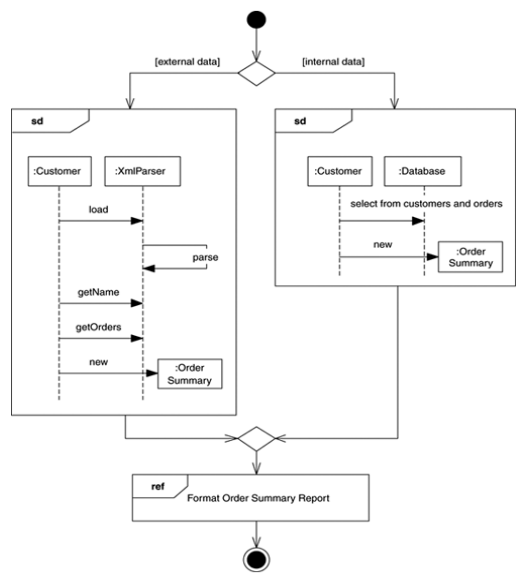 [external data]
[internal data]
sd
:Customer
:XmlParser
load
parse
getName
getOrders
new
:Order
Summary
sd
:Customer
:Database
select from customers and orders
new
:Order
Summary
ref
Format Order Summary Report